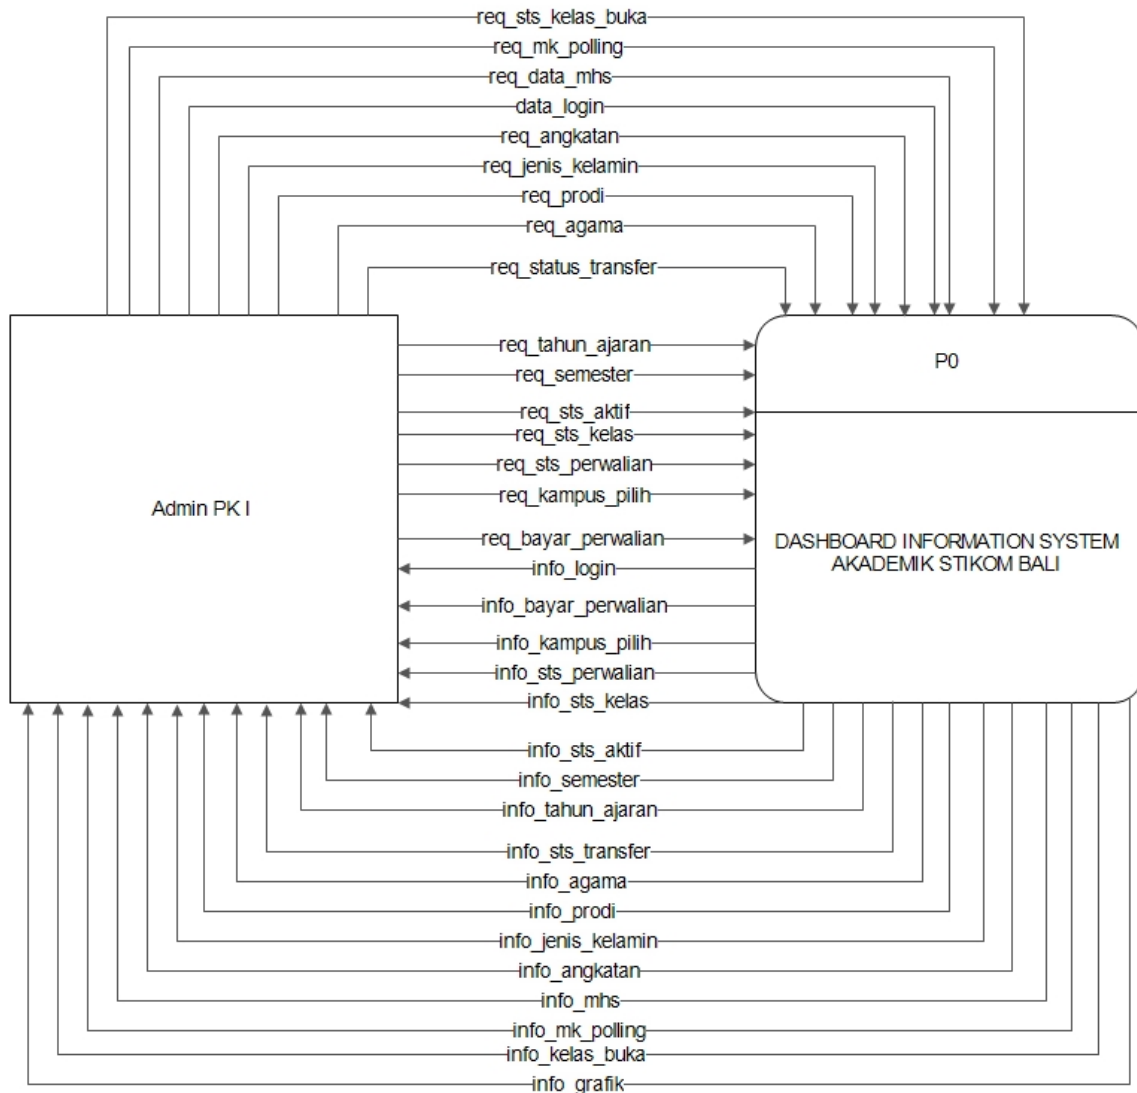 req_sts_kelas_buka
req_mk_polling
req_data_mhs
data_login
req_angkatan
req_jenis_kelamin
req_prodi
req_agama
req_status_transfer
req_tahun_ajaran
P0
req_semester
req_sts_aktif
req_sts_kelas
req_sts_perwalian
req_kampus_pilih
Admin PK I
req_bayar_perwalian
DASHBOARD INFORMATION SYSTEM
AKADEMIK STIKOM BALI
info_login
info_bayar_perwalian
info_kampus_pilih
info_sts_perwalian
info_sts_kelas
info_sts_aktif
info_semester
info_tahun_ajaran
info_sts_transfer
info_agama
info_prodi
info_jenis_kelamin
info_angkatan
info_mhs
info_mk_polling
info_kelas_buka
info_grafik